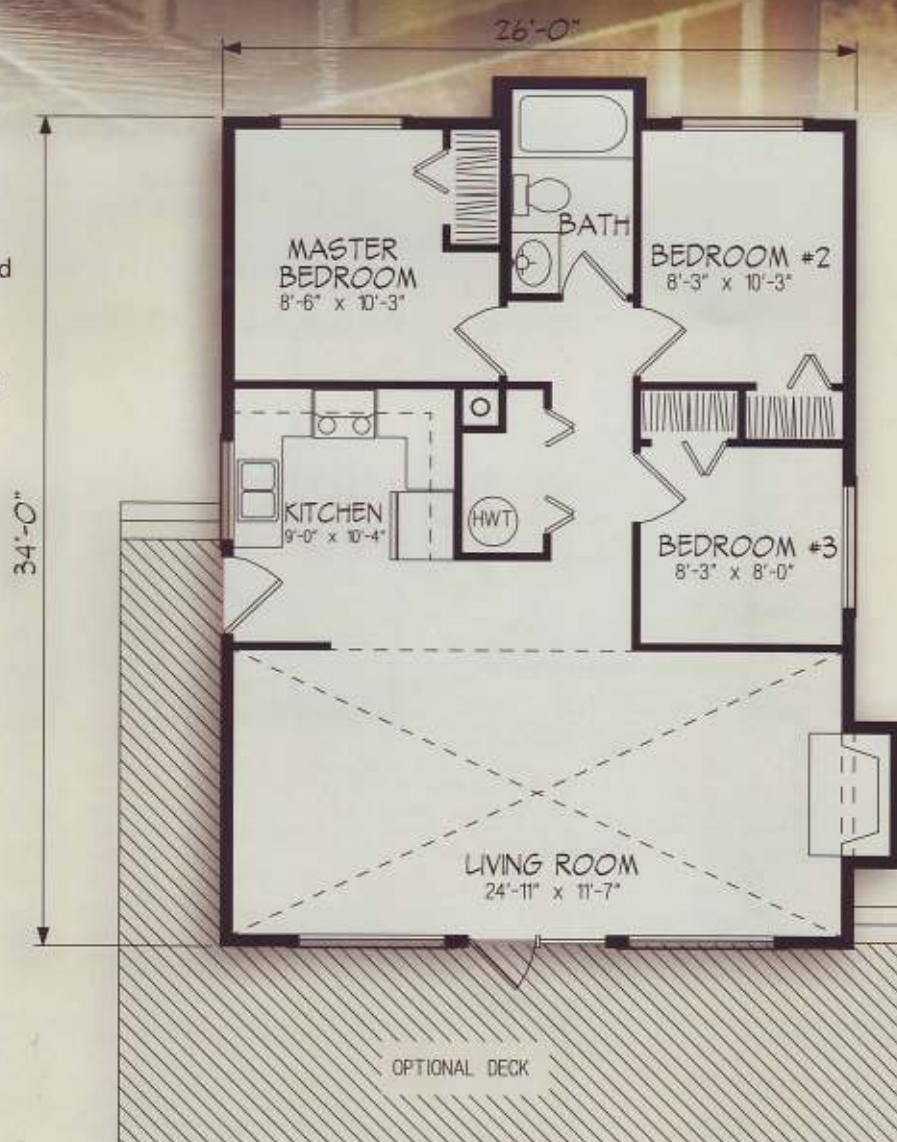 26'-0"
d
34'-0"
MASTER
BEDROOM
8'-6" x 10'-3"
BATH
BEDROOM #2
8'-3" x 10'-3"
KITCHEN
9'-0" x 10'-4"
HWT
BEDROOM #3
8'-3" x 8'-0"
LIVING ROOM
24'-11" x 11'-7"
OPTIONAL DECK